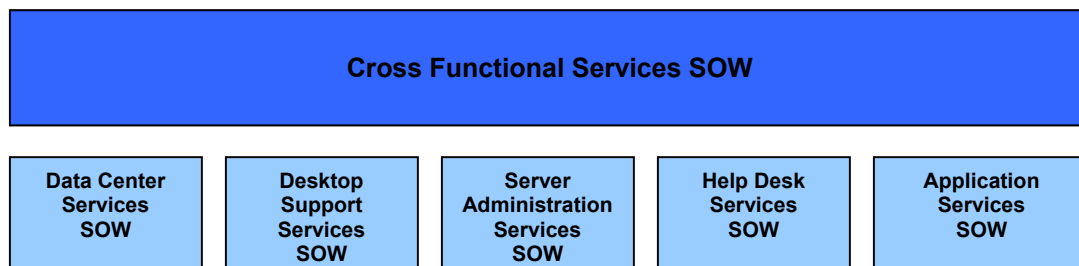 Cross Functional Services SOW
Data Center
Services
SOW
Desktop
Support
Services
SOW
Server
Administration
Services
SOW
Help Desk
Services
SOW
Application
Services
SOW